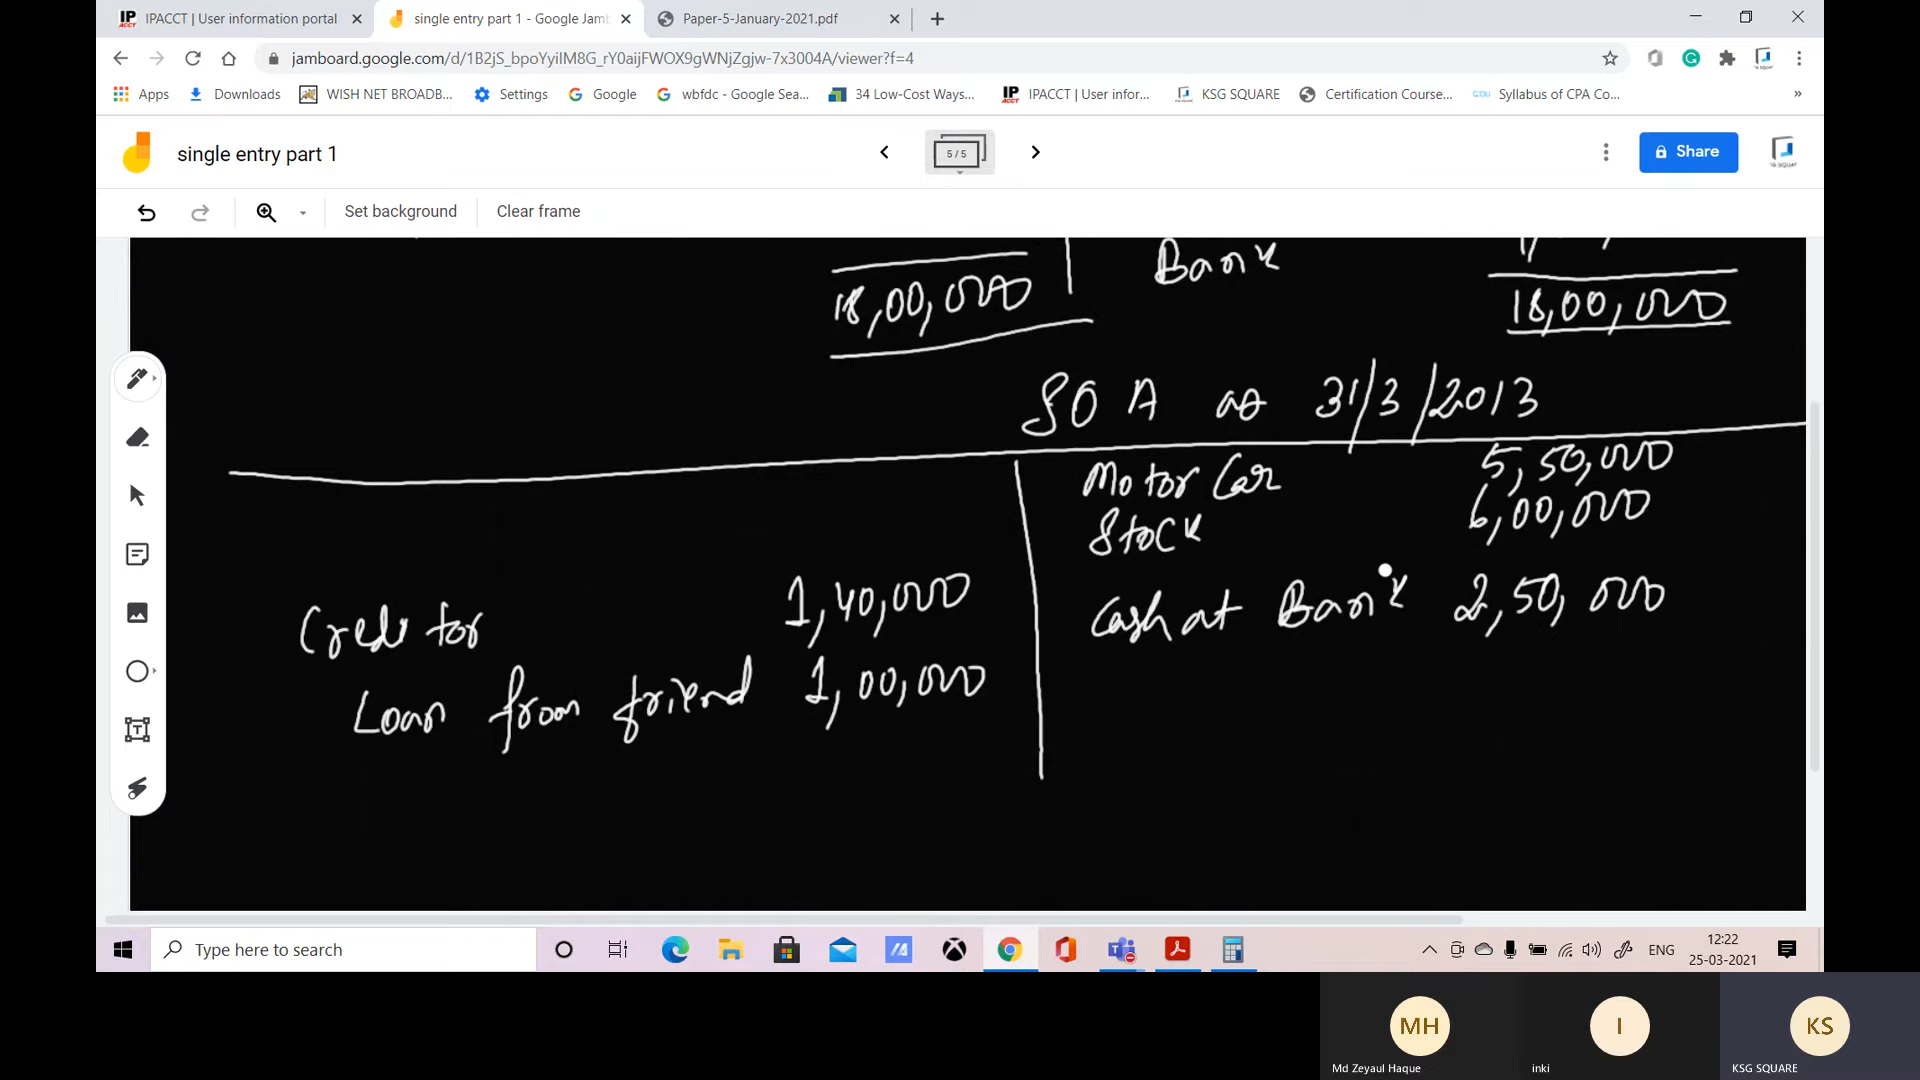 IPACCT | User information portal
single entry part 1 - Google Jamb
Paper-5-January-2021.pdf
jamboard.google.com/d/1B2jS_bpoYyiIM8G_rY0aijFWOX9gWNjZgjw-7x3004A/viewer?f=4
Apps Downloads WISH NET BROADB... Settings Google wbfdc - Google Sea... 34 Low-Cost Ways... IPACCT | User infor... KSG SQUARE Certification Course... Syllabus of CPA Co... »
single entry part 1
5 / 5
Share
Set background Clear frame
Bank
18,00,000 18,00,000
SOA as 31/3/2013
Motor Car 5,50,000
Stock 6,00,000
Creditor 1,40,000
Cash at Bank 2,50,000
Loan from friend 1,00,000
Type here to search
ENG
12:22
25-03-2021
MH I KS
Md Zeyaul Haque inki KSG SQUARE